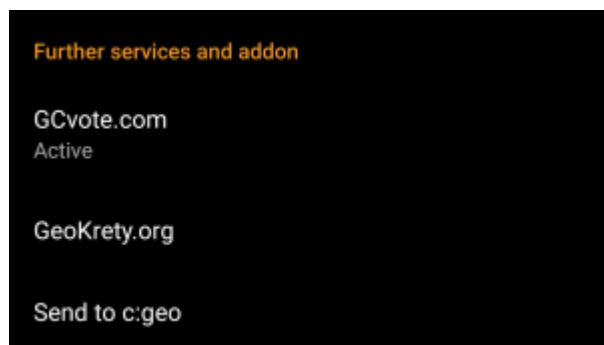 Further services and addon
GCvote.com
Active
GeoKrety.org
Send to c:geo